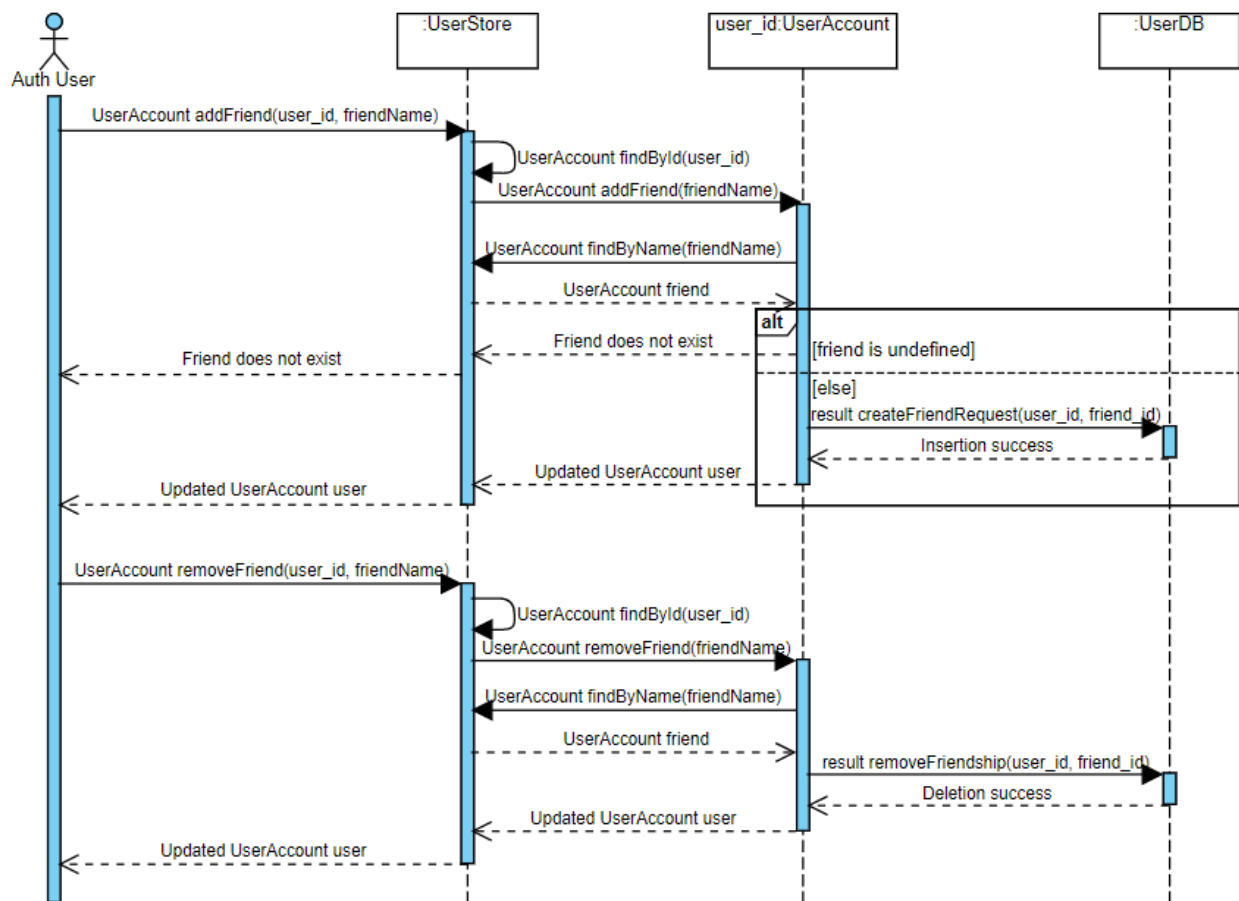 :UserStore
user_id:UserAccount
:UserDB
Auth User
UserAccount addFriend(user_id, friendName)
UserAccount findById(user_id)
UserAccount addFriend(friendName)
UserAccount findByName(friendName)
UserAccount friend
alt
Friend does not exist
[friend is undefined]
Friend does not exist
[else]
result createFriendRequest(user_id, friend_id)
Insertion success
Updated UserAccount user
Updated UserAccount user
UserAccount removeFriend(user_id, friendName)
UserAccount findById(user_id)
UserAccount removeFriend(friendName)
UserAccount findByName(friendName)
UserAccount friend
result removeFriendship(user_id, friend_id)
Deletion success
Updated UserAccount user
Updated UserAccount user